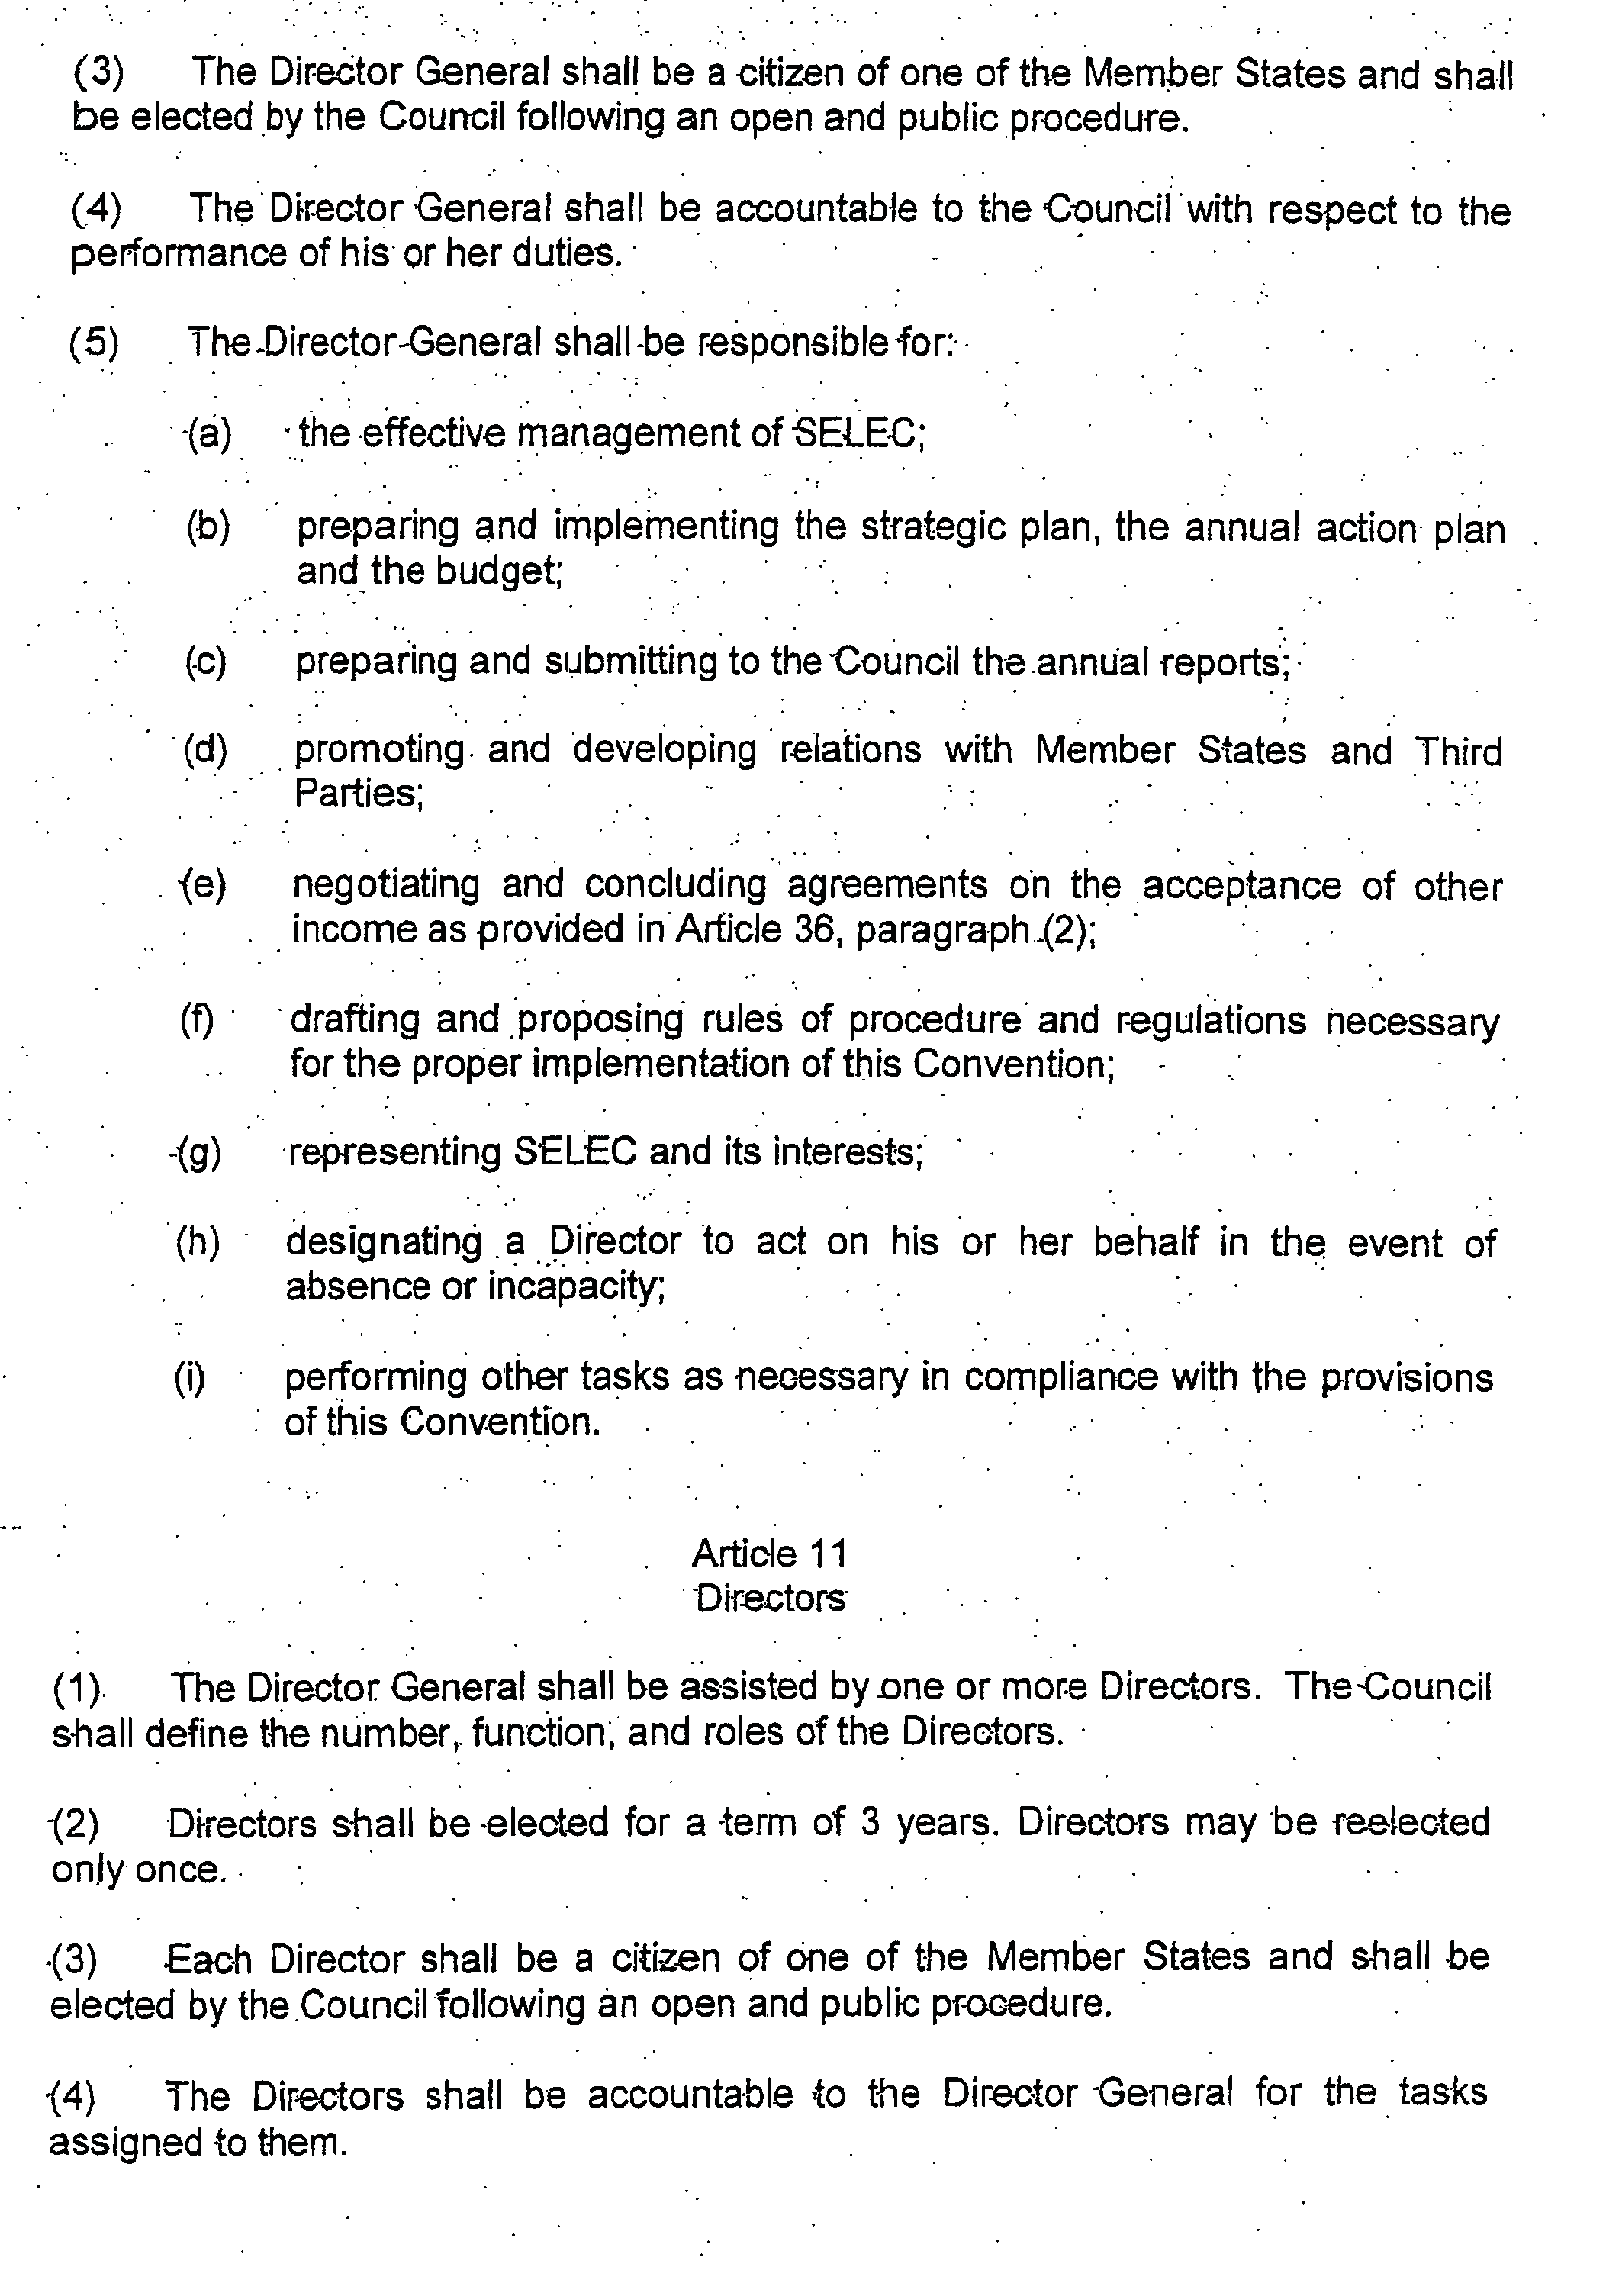 (3) The Director General shall be a citizen of one of the Member States and shall
be elected by the Council following an open and public procedure.
(4) The Director General shall be accountable to the Council with respect to the
performance of his or her duties.
(5) The Director General shall be responsible for:
(a) the effective management of SELEC;
(b) preparing and implementing the strategic plan, the annual action plan
and the budget;
(c) preparing and submitting to the Council the annual reports;
(d) promoting and developing relations with Member States and Third
Parties;
(e) negotiating and concluding agreements on the acceptance of other
income as provided in Article 36, paragraph (2);
(f) drafting and proposing rules of procedure and regulations necessary
for the proper implementation of this Convention;
(g) representing SELEC and its interests;
(h) designating a Director to act on his or her behalf in the event of
absence or incapacity;
(i) performing other tasks as necessary in compliance with the provisions
of this Convention.
Article 11
Directors
(1) The Director General shall be assisted by one or more Directors. The Council
shall define the number, function, and roles of the Directors.
(2) Directors shall be elected for a term of 3 years. Directors may be reelected
only once.
(3) Each Director shall be a citizen of one of the Member States and shall be
elected by the Council following an open and public procedure.
(4) The Directors shall be accountable to the Director General for the tasks
assigned to them.